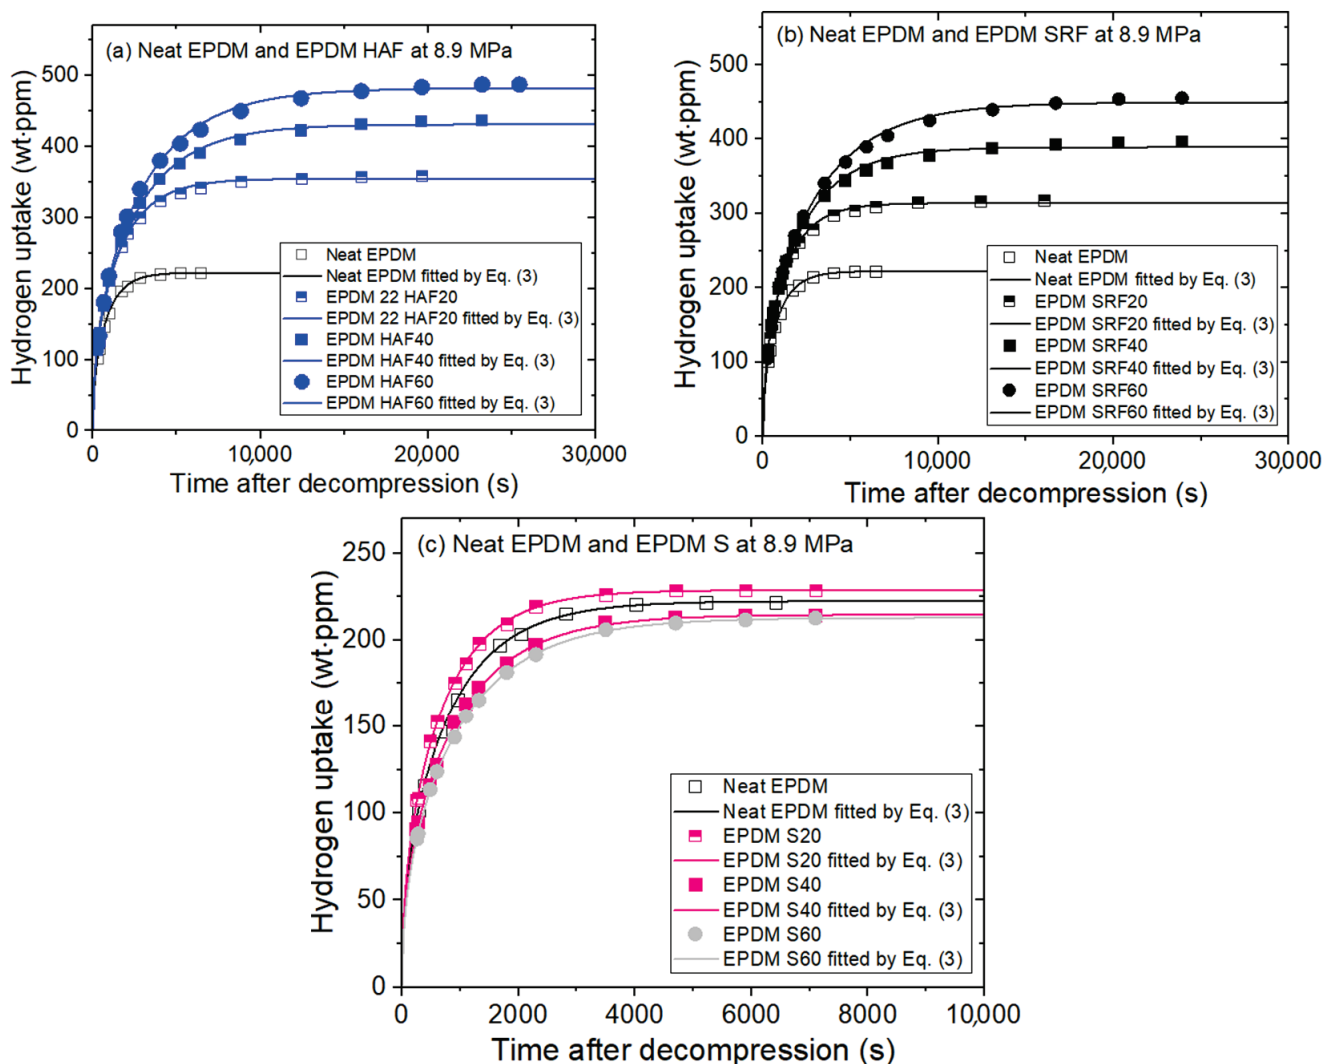 (a) Neat EPDM and EPDM HAF at 8.9 MPa
Hydrogen uptake (wt·ppm)
500
400
300
200
100
0
Neat EPDM
Neat EPDM fitted by Eq. (3)
EPDM 22 HAF20
EPDM 22 HAF20 fitted by Eq. (3)
EPDM HAF40
EPDM HAF40 fitted by Eq. (3)
EPDM HAF60
EPDM HAF60 fitted by Eq. (3)
0
10,000
20,000
30,000
Time after decompression (s)
(b) Neat EPDM and EPDM SRF at 8.9 MPa
Hydrogen uptake (wt·ppm)
500
400
300
200
100
0
Neat EPDM
Neat EPDM fitted by Eq. (3)
EPDM SRF20
EPDM SRF20 fitted by Eq. (3)
EPDM SRF40
EPDM SRF40 fitted by Eq. (3)
EPDM SRF60
EPDM SRF60 fitted by Eq. (3)
0
10,000
20,000
30,000
Time after decompression (s)
(c) Neat EPDM and EPDM S at 8.9 MPa
Hydrogen uptake (wt·ppm)
250
200
150
100
50
0
Neat EPDM
Neat EPDM fitted by Eq. (3)
EPDM S20
EPDM S20 fitted by Eq. (3)
EPDM S40
EPDM S40 fitted by Eq. (3)
EPDM S60
EPDM S60 fitted by Eq. (3)
0
2000
4000
6000
8000
10,000
Time after decompression (s)